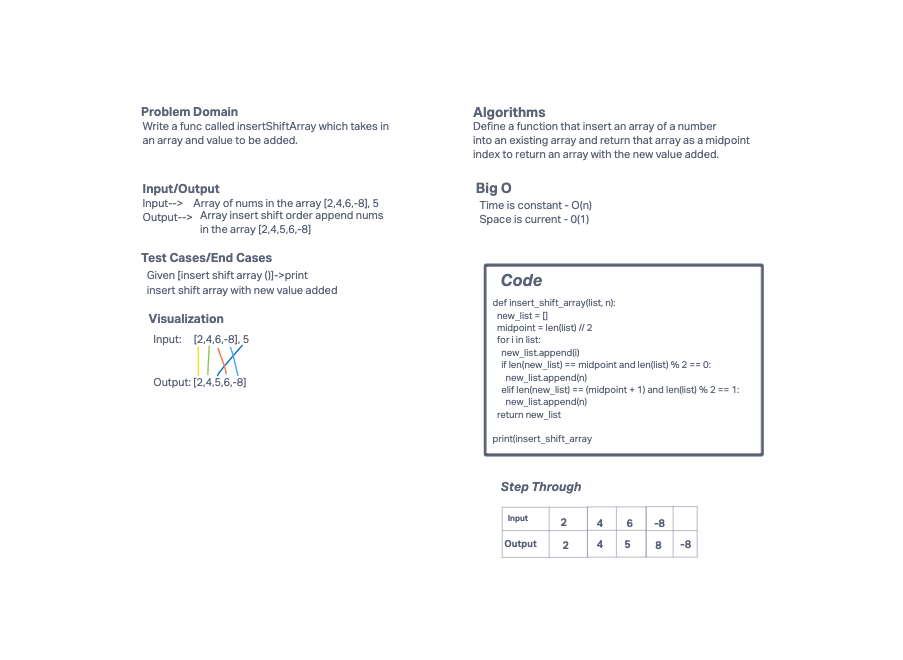 Problem Domain
Write a func called insertShiftArray which takes in
an array and value to be added.
Input/Output
Input--> Array of nums in the array [2,4,6,-8], 5
Output--> Array insert shift order append nums
in the array [2,4,5,6,-8]
Test Cases/End Cases
Given [insert shift array ()]->print
insert shift array with new value added
Visualization
Input: [2,4,6,-8], 5
Output: [2,4,5,6,-8]
Algorithms
Define a function that insert an array of a number
into an existing array and return that array as a midpoint
index to return an array with the new value added.
Big O
Time is constant - O(n)
Space is current - 0(1)
Code
def insert_shift_array(list, n):
new_list = []
midpoint = len(list) // 2
for i in list:
new_list.append(i)
if len(new_list) == midpoint and len(list) % 2 == 0:
new_list.append(n)
elif len(new_list) == (midpoint + 1) and len(list) % 2 == 1:
new_list.append(n)
return new_list
print(insert_shift_array
Step Through
Input 2 4 6 -8
Output 2 4 5 8 -8